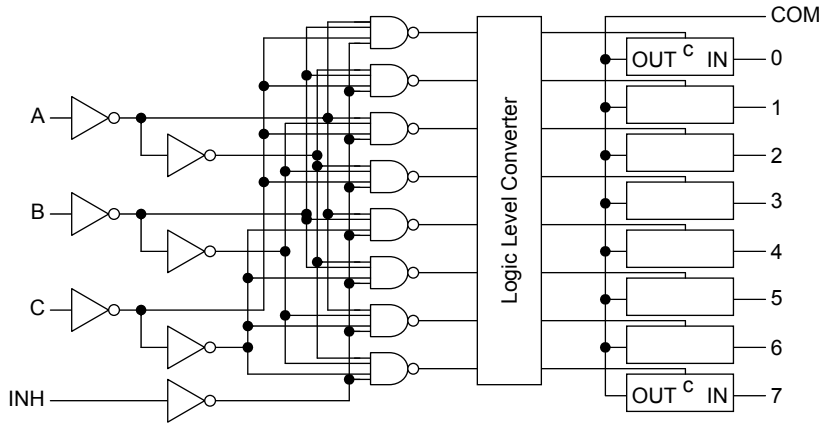 COM
OUT C IN
0
1
A
2
3
B
Logic Level Converter
4
5
C
6
INH
OUT C IN
7